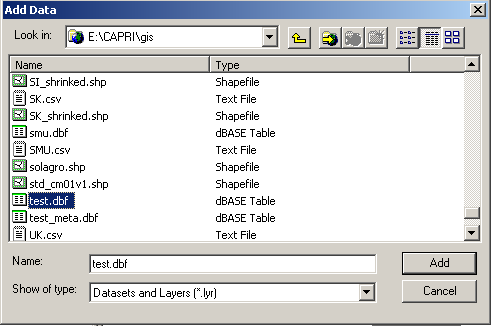 Add Data
Look in: E:\CAPRI\gis
Name Type
SI_shrinked.shp Shapefile
SK.csv Text File
SK_shrinked.shp Shapefile
smu.dbf dBASE Table
SMU.csv Text File
solagro.shp Shapefile
std_cm01v1.shp Shapefile
test.dbf dBASE Table
test_meta.dbf dBASE Table
UK.csv Text File
Name: test.dbf Add
Show of type: Datasets and Layers (*.lyr) Cancel